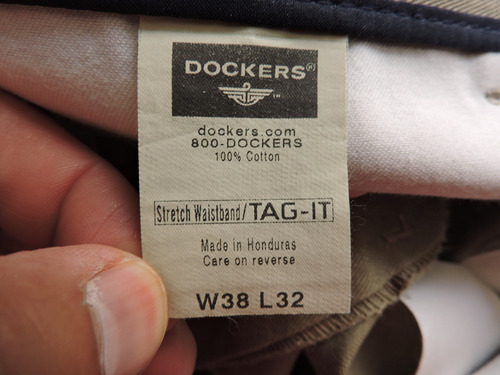 DOCKERS®
™
dockers.com
800-DOCKERS
100% Cotton
Stretch Waistband/TAG-IT
Made in Honduras
Care on reverse
W38 L32